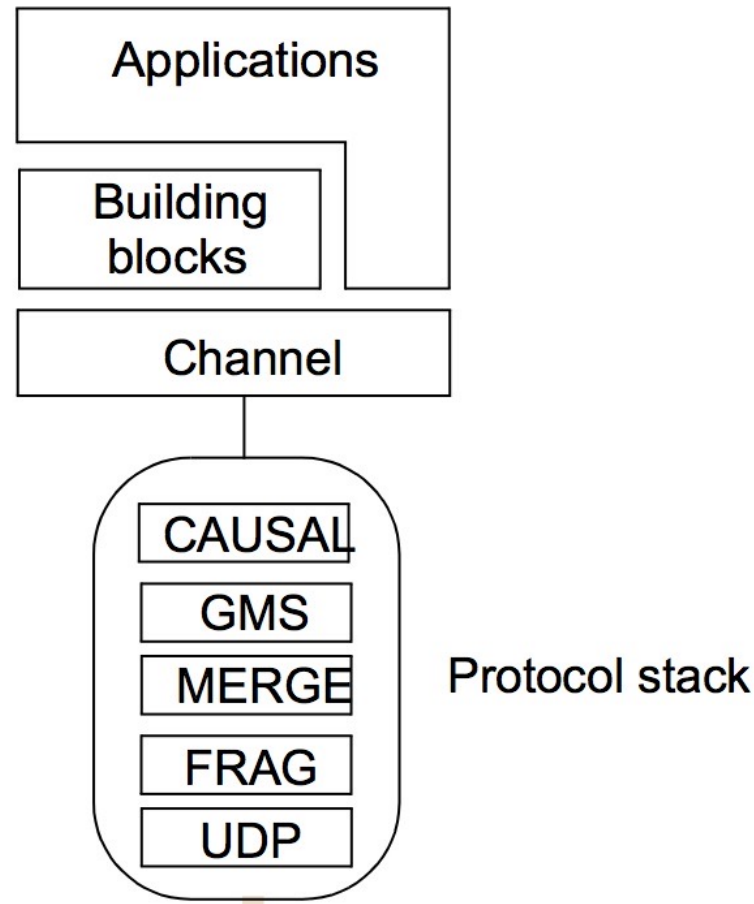 Applications
Building
blocks
Channel
CAUSAL
GMS
MERGE
Protocol stack
FRAG
UDP